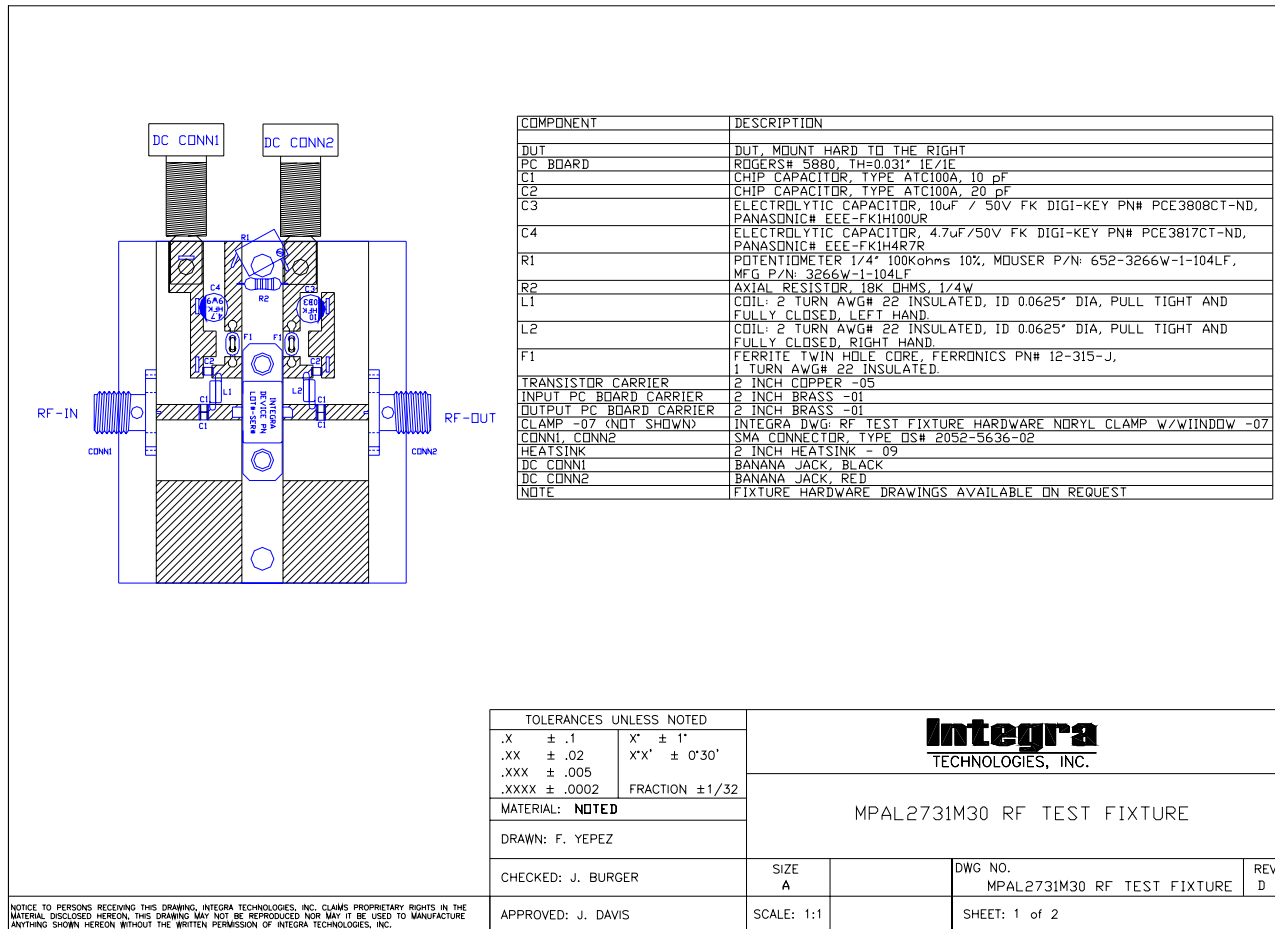 DC CONN1
DC CONN2
R1
R2
C4
C3
4.7
HFK
9W9
10
HFK
0B3
F1
F1
C2
C2
L1
L2
C1
C1
C1
C1
INTEGRA
DEVICE PN
LOT#-SER#
RF-IN
RF-OUT
CONN1
CONN2
COMPONENT DESCRIPTION
DUT DUT, MOUNT HARD TO THE RIGHT
PC BOARD ROGERS# 5880, TH=0.031" 1E/1E
C1 CHIP CAPACITOR, TYPE ATC100A, 10 pF
C2 CHIP CAPACITOR, TYPE ATC100A, 20 pF
C3 ELECTROLYTIC CAPACITOR, 10uF / 50V FK DIGI-KEY PN# PCE3808CT-ND,
PANASONIC# EEE-FK1H100UR
C4 ELECTROLYTIC CAPACITOR, 4.7uF/50V FK DIGI-KEY PN# PCE3817CT-ND,
PANASONIC# EEE-FK1H4R7R
R1 POTENTIOMETER 1/4" 100Kohms 10%, MOUSER P/N: 652-3266W-1-104LF,
MFG P/N: 3266W-1-104LF
R2 AXIAL RESISTOR, 18K OHMS, 1/4W
L1 COIL: 2 TURN AWG# 22 INSULATED, ID 0.0625" DIA, PULL TIGHT AND
FULLY CLOSED, LEFT HAND.
L2 COIL: 2 TURN AWG# 22 INSULATED, ID 0.0625" DIA, PULL TIGHT AND
FULLY CLOSED, RIGHT HAND.
F1 FERRITE TWIN HOLE CORE, FERRONICS PN# 12-315-J,
1 TURN AWG# 22 INSULATED.
TRANSISTOR CARRIER 2 INCH COPPER -05
INPUT PC BOARD CARRIER 2 INCH BRASS -01
OUTPUT PC BOARD CARRIER 2 INCH BRASS -01
CLAMP -07 (NOT SHOWN) INTEGRA DWG: RF TEST FIXTURE HARDWARE NORYL CLAMP W/WIINDOW -07
CONN1, CONN2 SMA CONNECTOR, TYPE OS# 2052-5636-02
HEATSINK 2 INCH HEATSINK - 09
DC CONN1 BANANA JACK, BLACK
DC CONN2 BANANA JACK, RED
NOTE FIXTURE HARDWARE DRAWINGS AVAILABLE ON REQUEST
TOLERANCES UNLESS NOTED
.X ± .1 X° ± 1°
.XX ± .02 X°X' ± 0°30'
.XXX ± .005
.XXXX ± .0002 FRACTION ±1/32
MATERIAL: NOTED
DRAWN: F. YEPEZ
CHECKED: J. BURGER
APPROVED: J. DAVIS
Integra
TECHNOLOGIES, INC.
MPAL2731M30 RF TEST FIXTURE
SIZE
A
DWG NO.
MPAL2731M30 RF TEST FIXTURE
REV
D
SCALE: 1:1
SHEET: 1 of 2
NOTICE TO PERSONS RECEIVING THIS DRAWING, INTEGRA TECHNOLOGIES, INC. CLAIMS PROPRIETARY RIGHTS IN THE
MATERIAL DISCLOSED HEREON, THIS DRAWING MAY NOT BE REPRODUCED NOR MAY IT BE USED TO MANUFACTURE
ANYTHING SHOWN HEREON WITHOUT THE WRITTEN PERMISSION OF INTEGRA TECHNOLOGIES, INC.